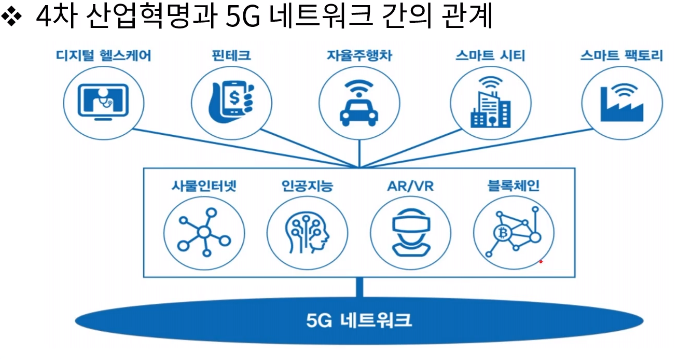 ❖ 4차 산업혁명과 5G 네트워크 간의 관계
디지털 헬스케어 핀테크 자율주행차 스마트 시티 스마트 팩토리
$
사물인터넷 인공지능 AR/VR 블록체인
B
5G 네트워크